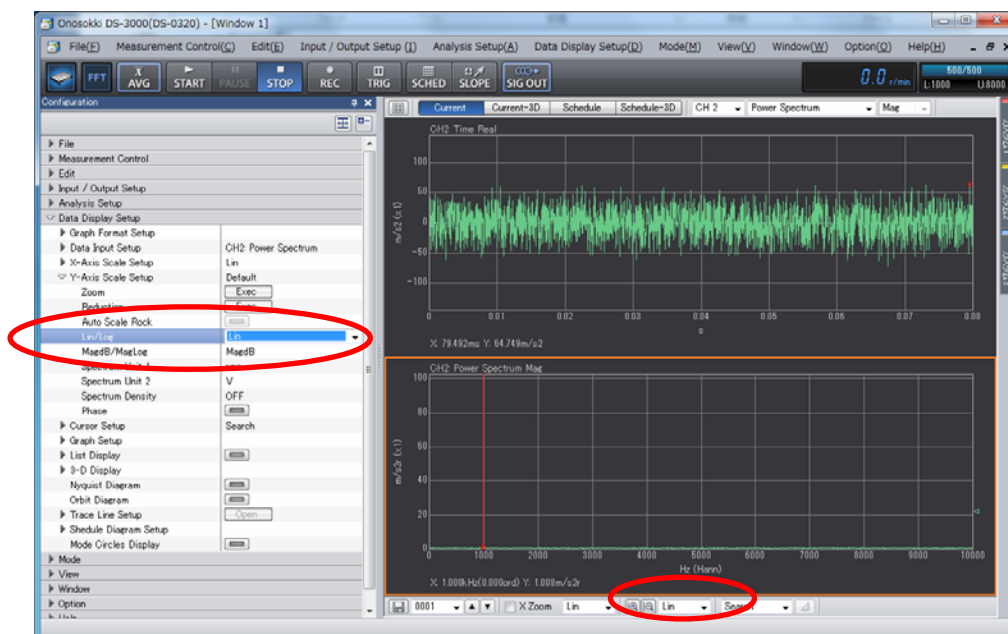 Onosokki DS-3000(DS-0320) - [Window 1]
File(F) Measurement Control(C) Edit(E) Input / Output Setup (I) Analysis Setup(A) Data Display Setup(D) Mode(M) View(V) Window(W) Option(O) Help(H)
FFT X AVG START PAUSE STOP REC TRIG SCHED SLOPE SIG OUT 0.0 r/min 500/500
L:1000 U:8000
Configuration
Current Current-3D Schedule Schedule-3D CH 2 Power Spectrum Mag
File
Measurement Control
Edit
Input / Output Setup
Analysis Setup
Data Display Setup
Graph Format Setup
Data Input Setup CH2: Power Spectrum
X-Axis Scale Setup Lin
Y-Axis Scale Setup Default
Zoom Exec
Reduction Exec
Auto Scale Rock
Lin/Log Lin
MagdB/MagLog MagdB
Spectrum Unit 2 V
Spectrum Density OFF
Phase
Cursor Setup Search
Graph Setup
List Display
3-D Display
Nyquist Diagram
Orbit Diagram
Trace Line Setup Open
Shedule Diagram Setup
Mode Circles Display
Mode
View
Window
Option
CH2 Time Real
100
50
0
-50
-100
m/s2 (x1)
0 0.01 0.02 0.03 0.04 0.05 0.06 0.07 0.08
s
X: 79.492ms Y: 64.749m/s2
CH2 Power Spectrum Mag
100
80
60
40
20
0
m/s2r (x1)
0 1000 2000 3000 4000 5000 6000 7000 8000 9000 10000
Hz (Hann)
X: 1.000kHz(0.000ord) Y: 1.008m/s2r
0001 X Zoom Lin Lin Search